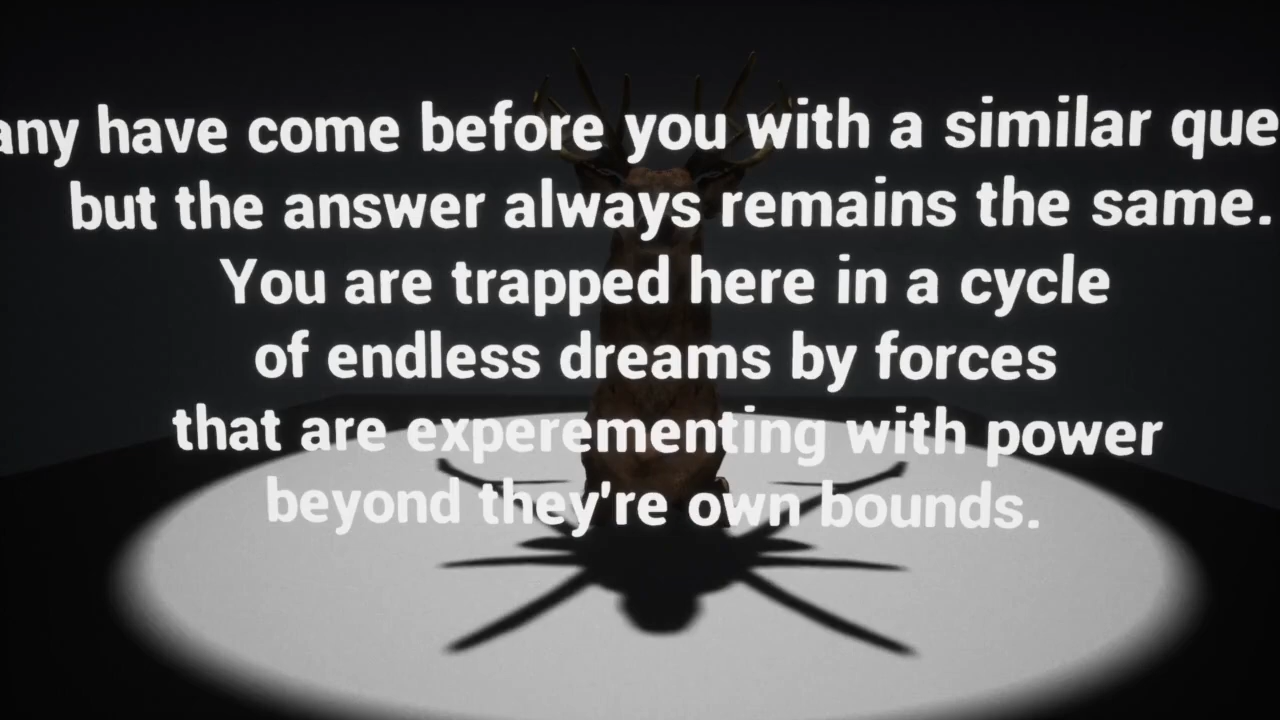 any have come before you with a similar que
but the answer always remains the same.
You are trapped here in a cycle
of endless dreams by forces
that are experementing with power
beyond they're own bounds.